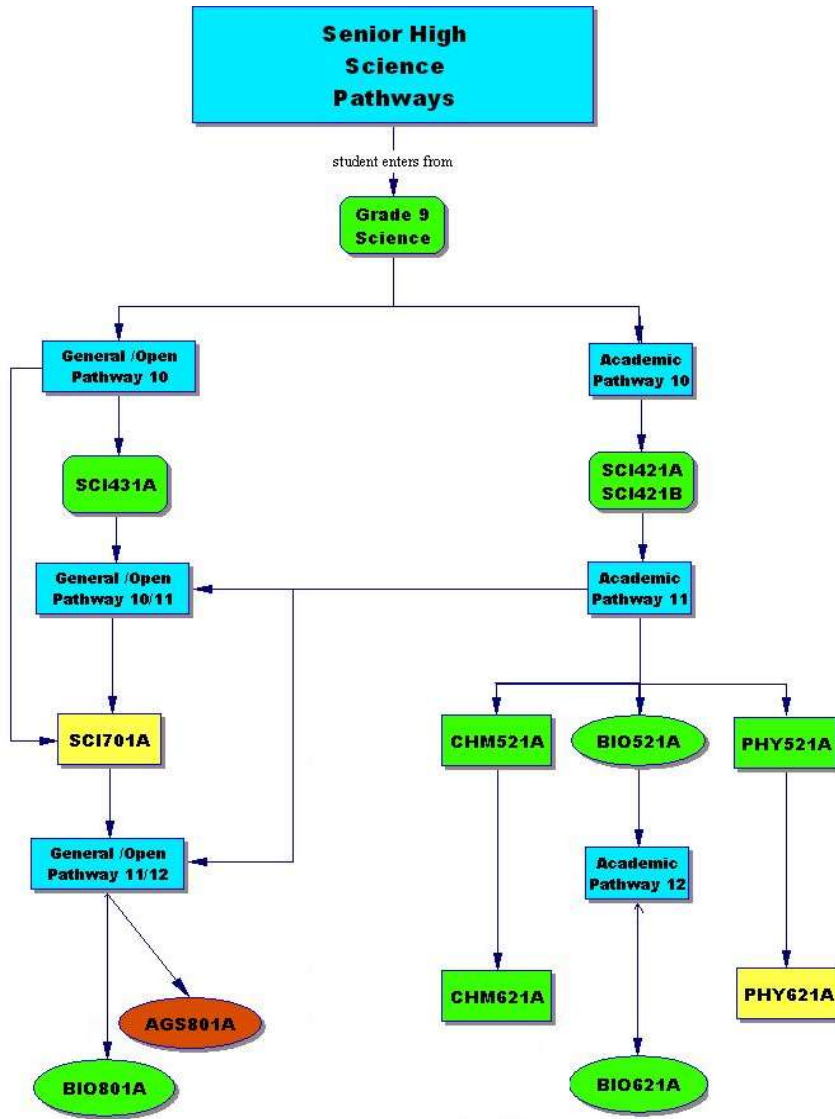 Senior High
Science
Pathways
student enters from
Grade 9
Science
General /Open
Pathway 10
Academic
Pathway 10
SCI431A
SCI421A
SCI421B
General /Open
Pathway 10/11
Academic
Pathway 11
SCI701A
CHM521A
BIO521A
PHY521A
General /Open
Pathway 11/12
Academic
Pathway 12
AGS801A
CHM621A
PHY621A
BIO801A
BIO621A